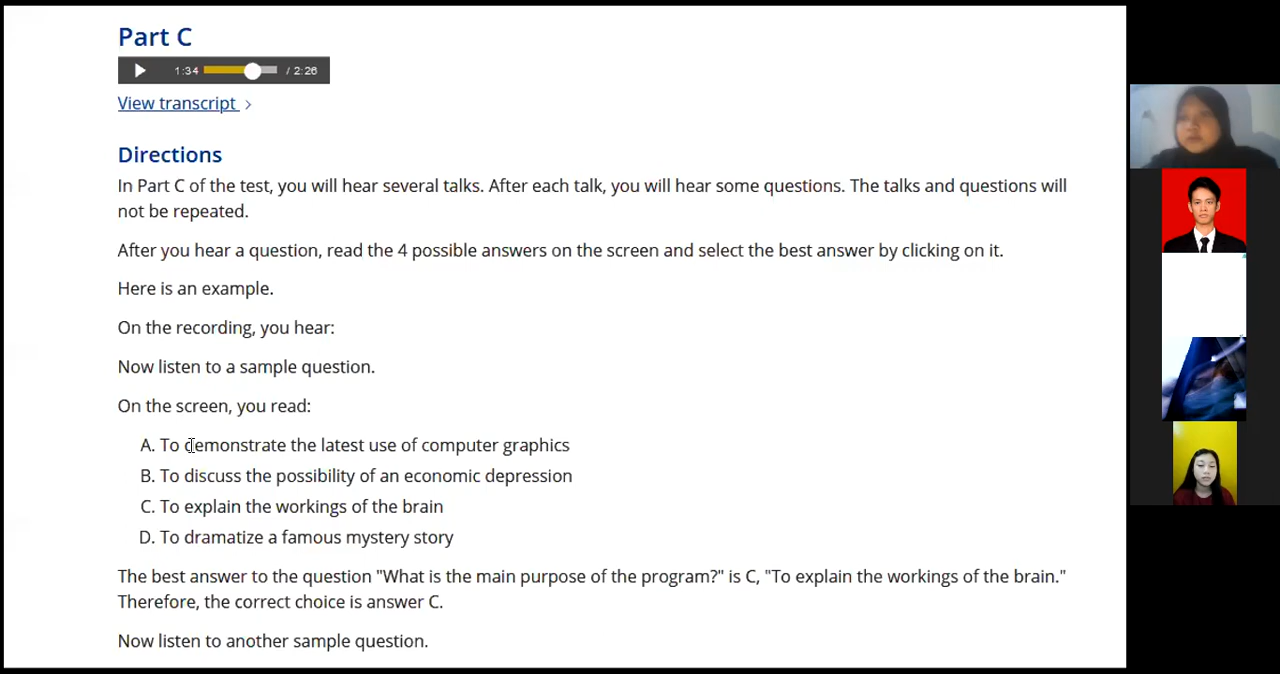 Part C
1:34 / 2:26
View transcript >
Directions
In Part C of the test, you will hear several talks. After each talk, you will hear some questions. The talks and questions will
not be repeated.
After you hear a question, read the 4 possible answers on the screen and select the best answer by clicking on it.
Here is an example.
On the recording, you hear:
Now listen to a sample question.
On the screen, you read:
A. To demonstrate the latest use of computer graphics
B. To discuss the possibility of an economic depression
C. To explain the workings of the brain
D. To dramatize a famous mystery story
The best answer to the question "What is the main purpose of the program?" is C, "To explain the workings of the brain."
Therefore, the correct choice is answer C.
Now listen to another sample question.